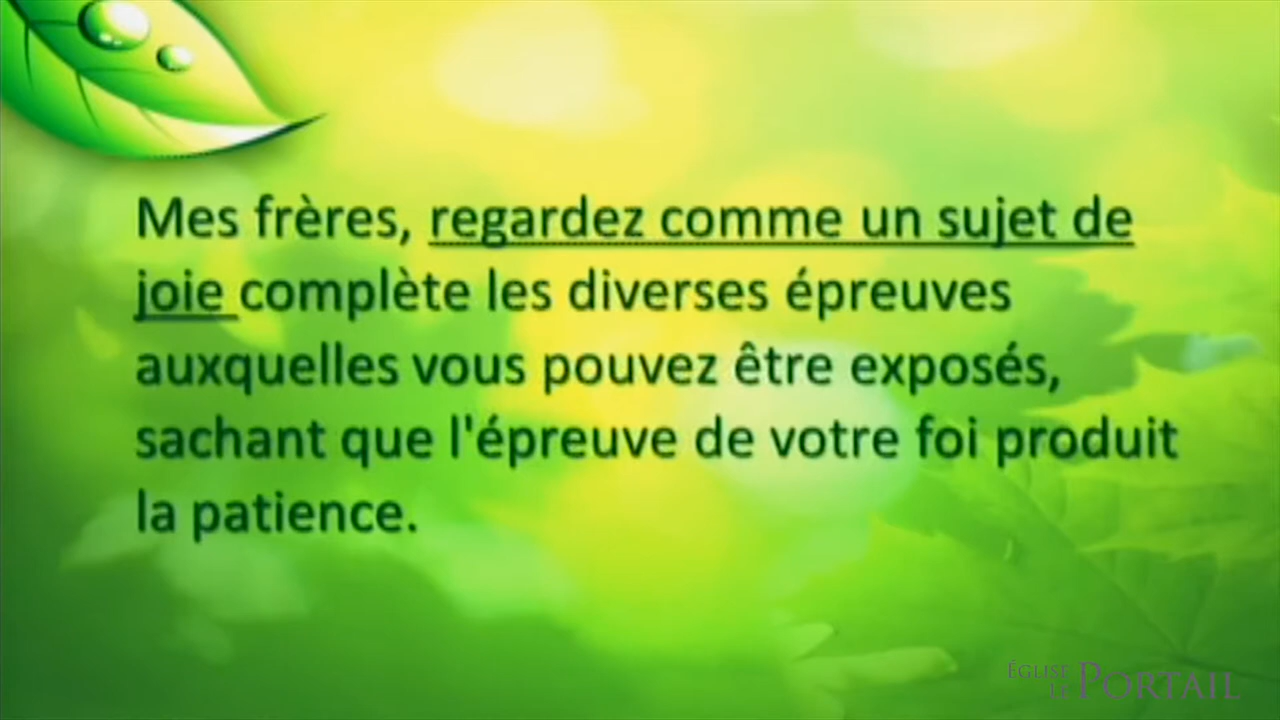 Mes frères, regardez comme un sujet de
joie complète les diverses épreuves
auxquelles vous pouvez être exposés,
sachant que l'épreuve de votre foi produit
la patience.
ÉGLISE
LE PORTAIL